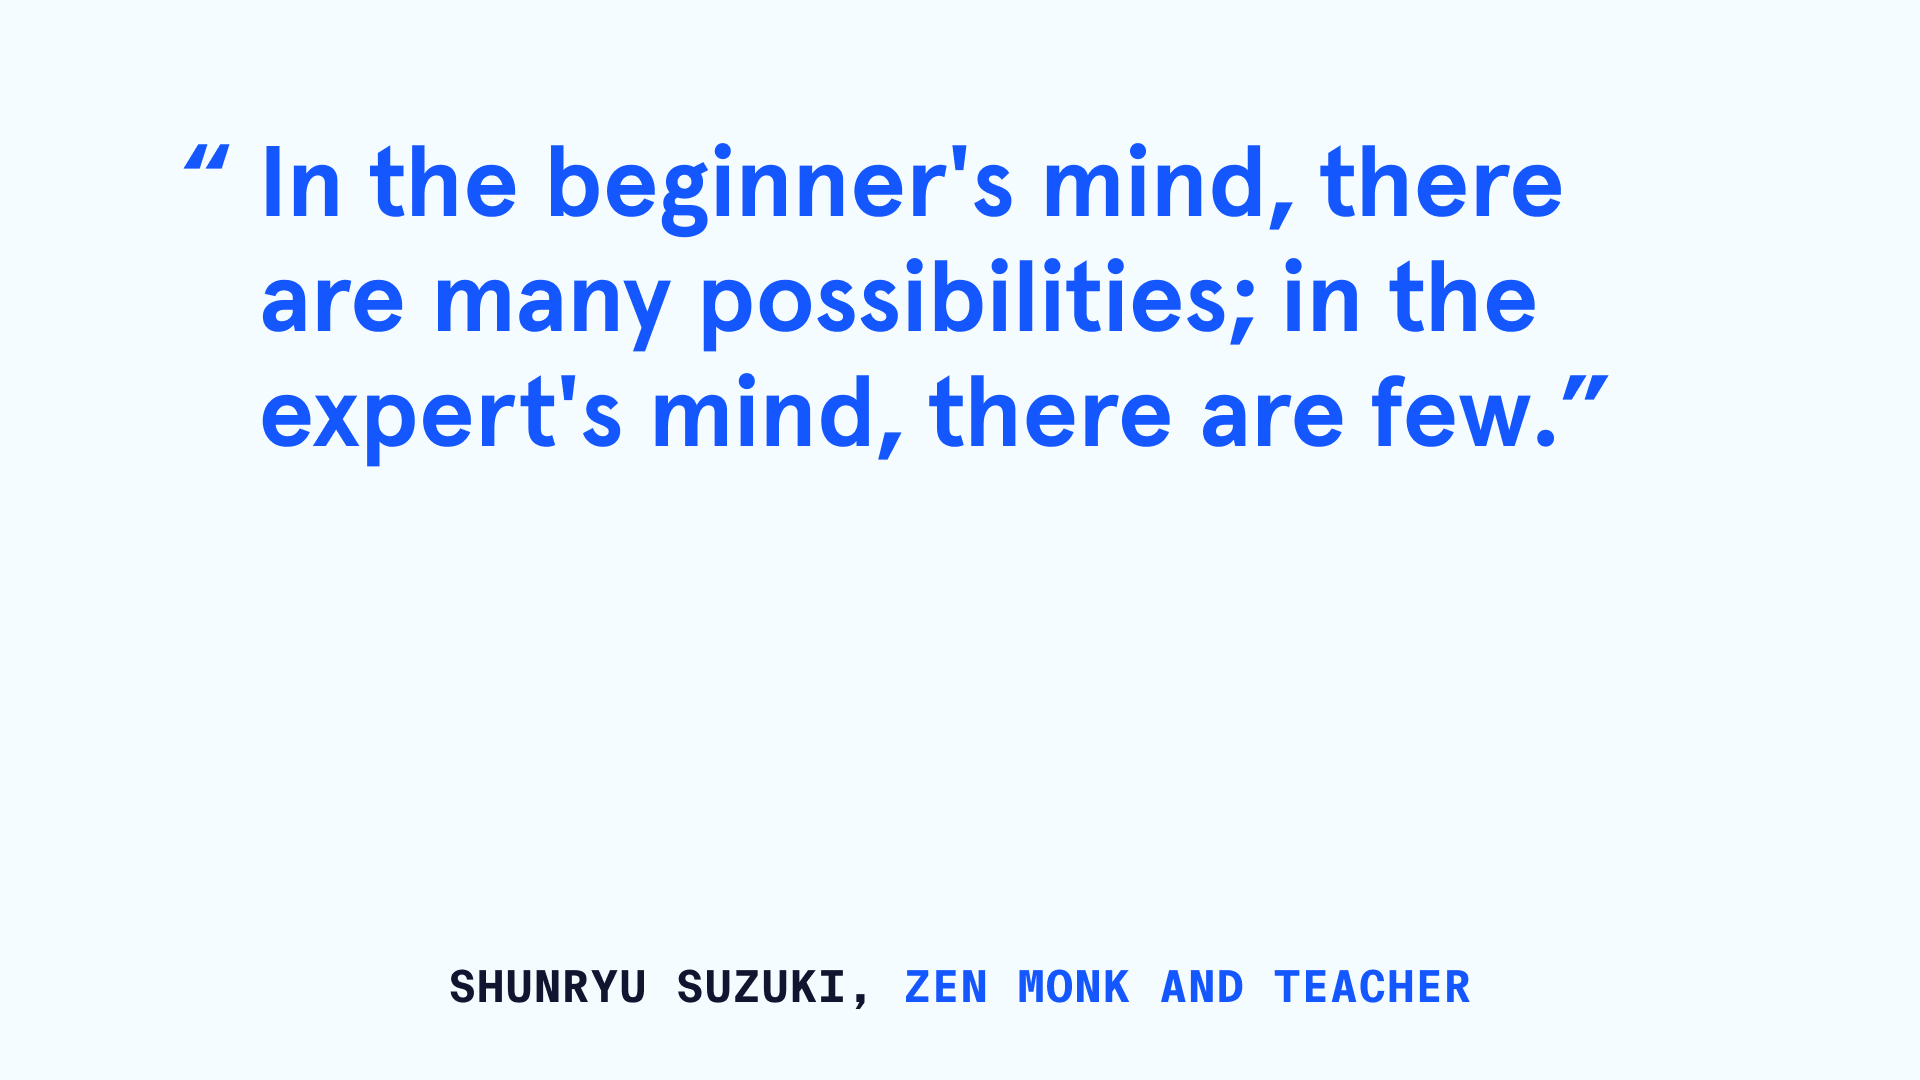 “ In the beginner's mind, there
are many possibilities; in the
expert's mind, there are few.”
SHUNRYU SUZUKI, ZEN MONK AND TEACHER